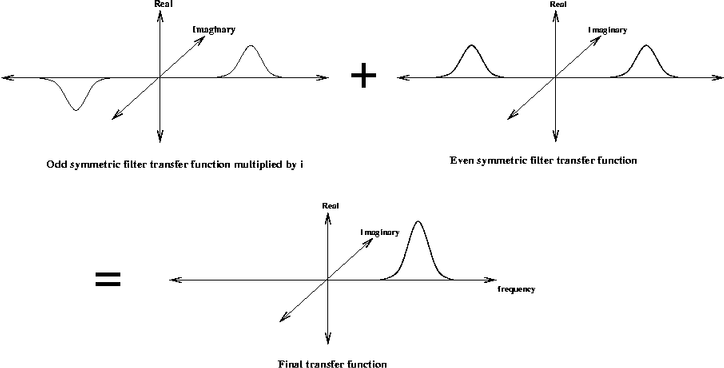 Real
Imaginary
Real
Imaginary
+
Odd symmetric filter transfer function multiplied by i
Even symmetric filter transfer function
Real
Imaginary
=
frequency
Final transfer function